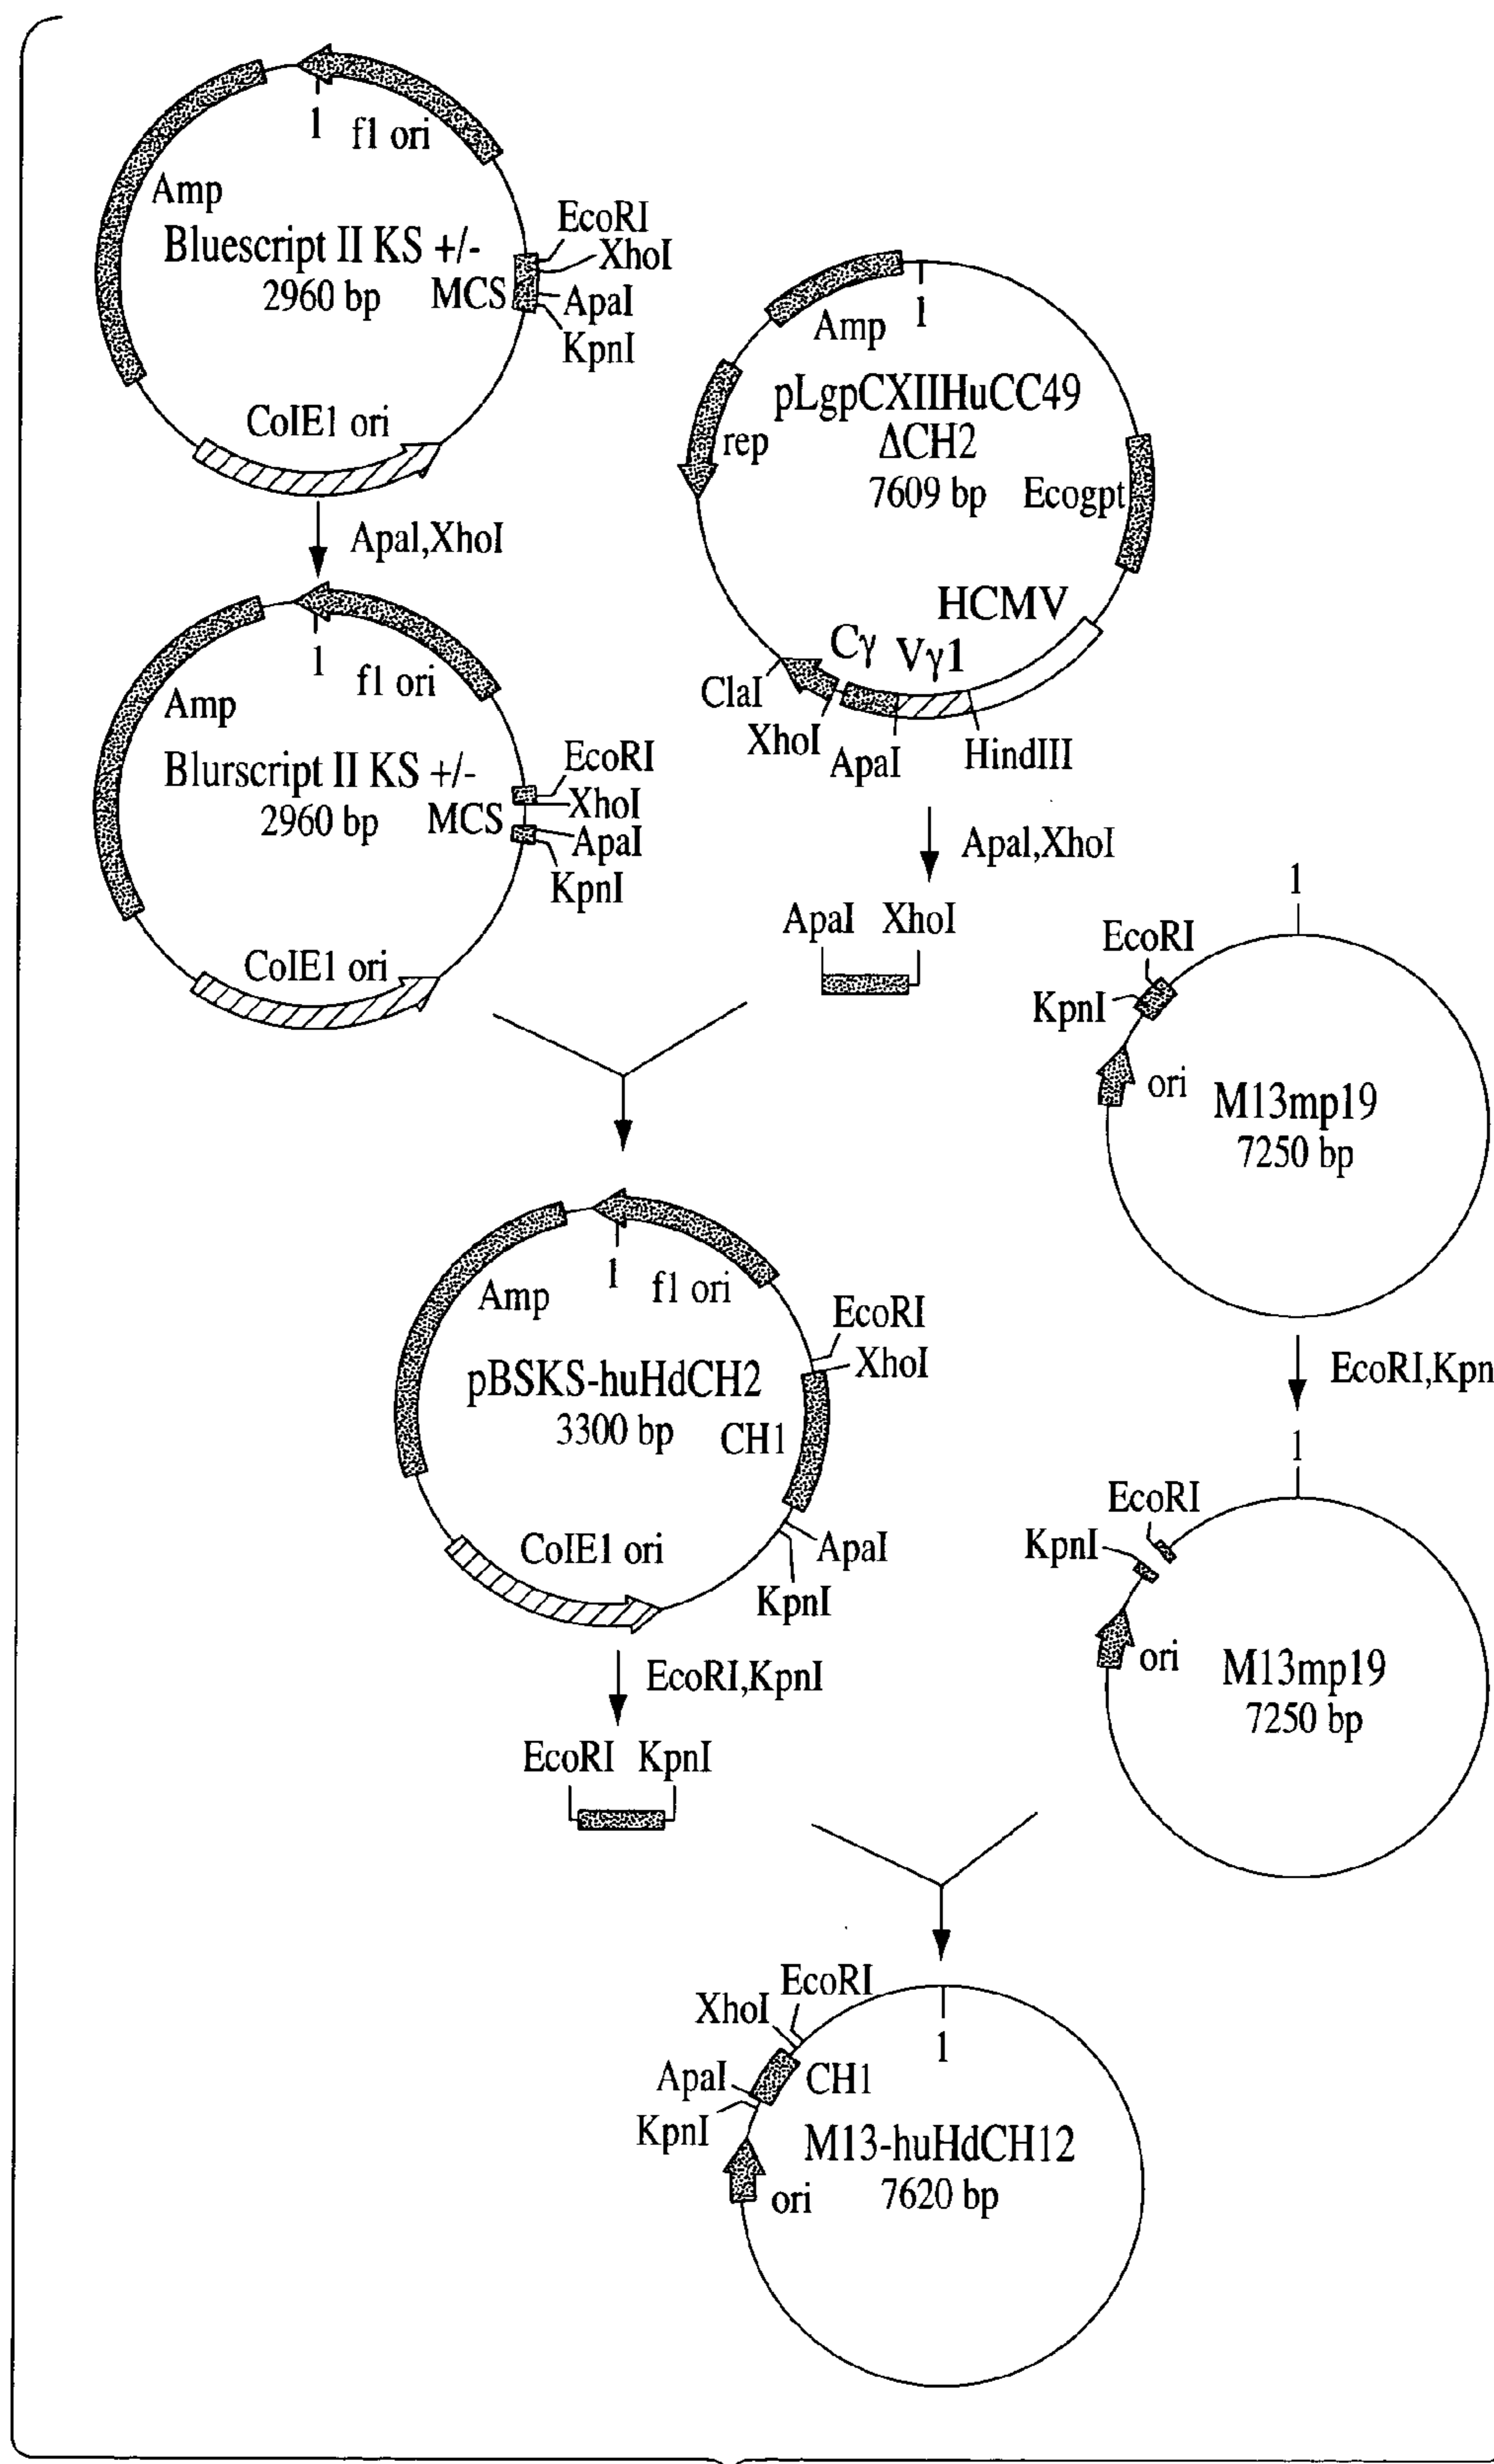 1
f1 ori
Amp
Bluescript II KS +/-
2960 bp
MCS
EcoRI
XhoI
ApaI
KpnI
ColE1 ori
ApaI,XhoI
1
f1 ori
Amp
Blurscript II KS +/-
2960 bp
MCS
EcoRI
XhoI
ApaI
KpnI
ColE1 ori
1
Amp
pLgpCXIIHuCC49
ΔCH2
7609 bp
rep
Ecogpt
HCMV
Cγ
Vγ1
ClaI
XhoI
ApaI
HindIII
ApaI,XhoI
ApaI XhoI
1
EcoRI
KpnI
ori
M13mp19
7250 bp
EcoRI,Kpn
1
EcoRI
KpnI
ori
M13mp19
7250 bp
1
f1 ori
Amp
EcoRI
XhoI
pBSKS-huHdCH2
3300 bp
CH1
ColE1 ori
ApaI
KpnI
EcoRI,KpnI
EcoRI KpnI
EcoRI
XhoI
1
ApaI
CH1
KpnI
M13-huHdCH12
7620 bp
ori